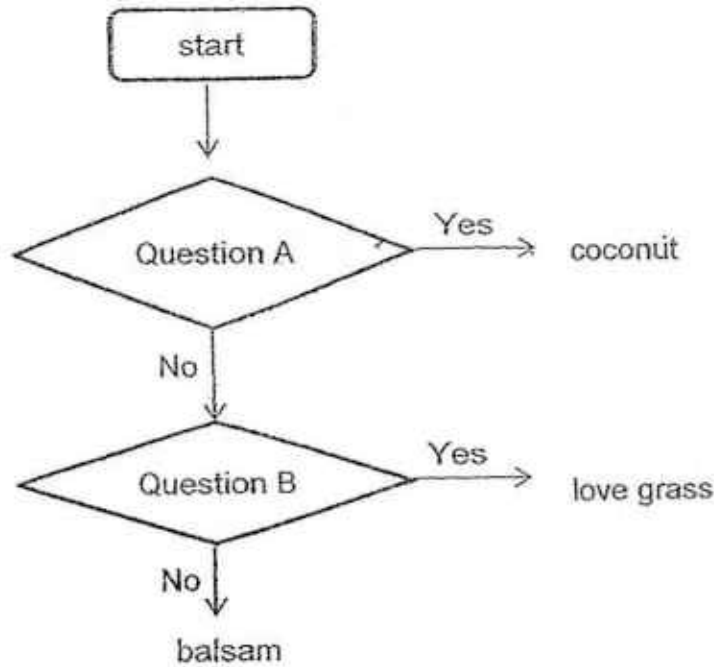 start
Question A
Yes
coconut
No
Question B
Yes
love grass
No
balsam